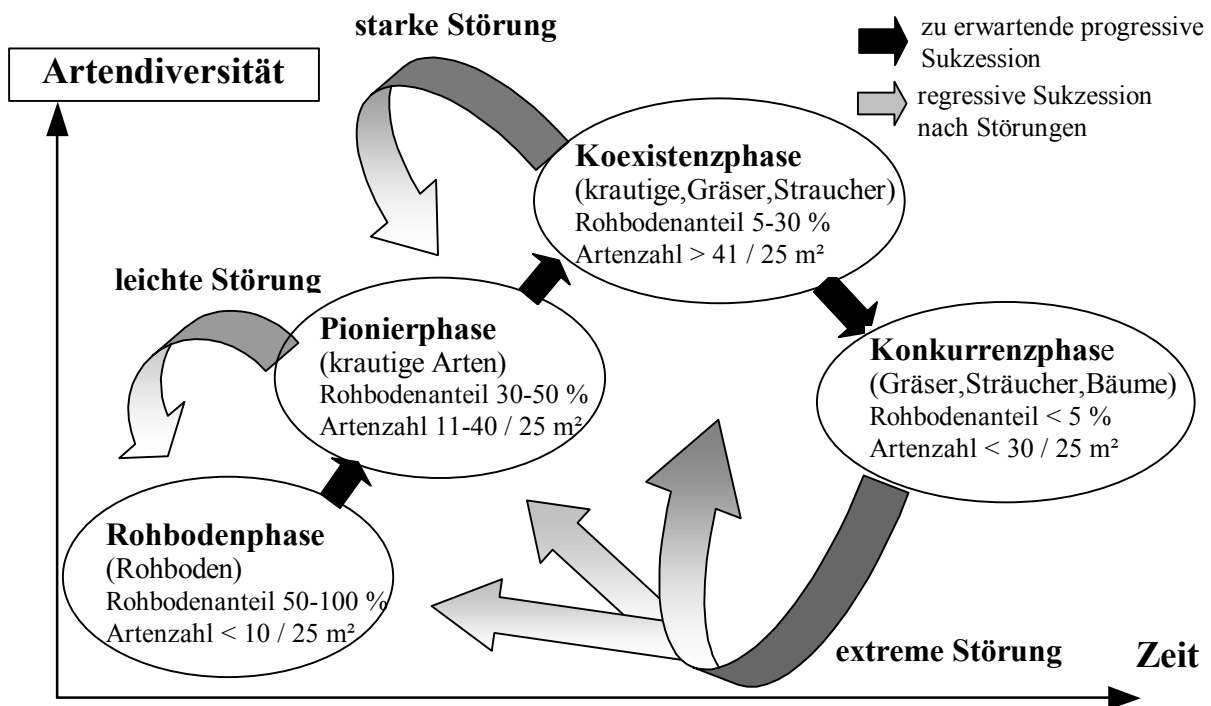 starke Störung
zu erwartende progressive
Sukzession
Artendiversität
regressive Sukzession
nach Störungen
Koexistenzphase
(krautige,Gräser,Straucher)
Rohbodenanteil 5-30 %
Artenzahl > 41 / 25 m²
leichte Störung
Pionierphase
(krautige Arten)
Rohbodenanteil 30-50 %
Artenzahl 11-40 / 25 m²
Konkurrenzphase
(Gräser,Sträucher,Bäume)
Rohbodenanteil < 5 %
Artenzahl < 30 / 25 m²
Rohbodenphase
(Rohboden)
Rohbodenanteil 50-100 %
Artenzahl < 10 / 25 m²
extreme Störung
Zeit